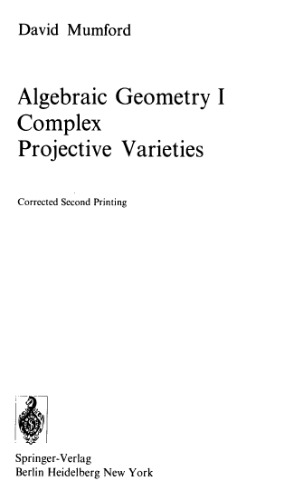 David Mumford
Algebraic Geometry I
Complex
Projective Varieties
Corrected Second Printing
Springer-Verlag
Berlin Heidelberg New York